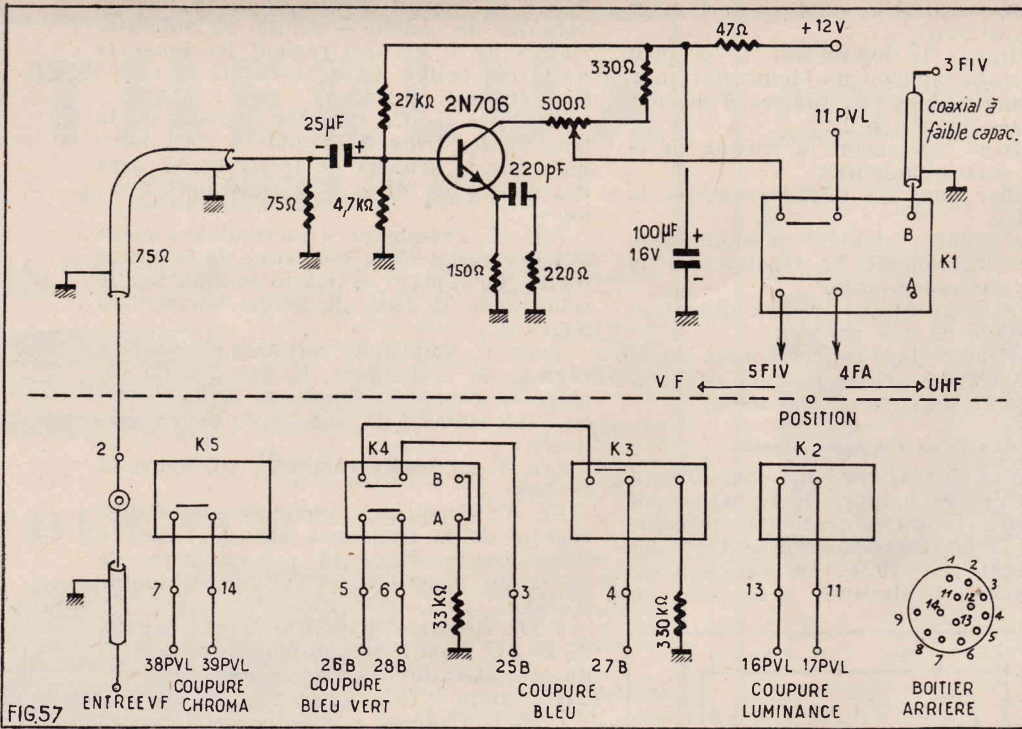 47Ω
+12V
330Ω
3 FIV
27kΩ
2N706
500Ω
11 PVL
coaxial à
faible capac.
25µF
+
220pF
75Ω
4,7KΩ
75Ω
150Ω
220Ω
100µF
16V
+
-
B
K1
A
5FIV
4FA
VF
UHF
POSITION
2
K5
K4
K3
K2
B
A
7
14
5
6
33KΩ
3
4
330KΩ
13
11
1
2
3
4
5
6
7
8
9
11
12
13
14
38PVL
39PVL
26B
28B
25B
27B
16PVL
17PVL
ENTREE VF
COUPURE
CHROMA
COUPURE
BLEU VERT
COUPURE
BLEU
COUPURE
LUMINANCE
BOITIER
ARRIERE
FIG.57